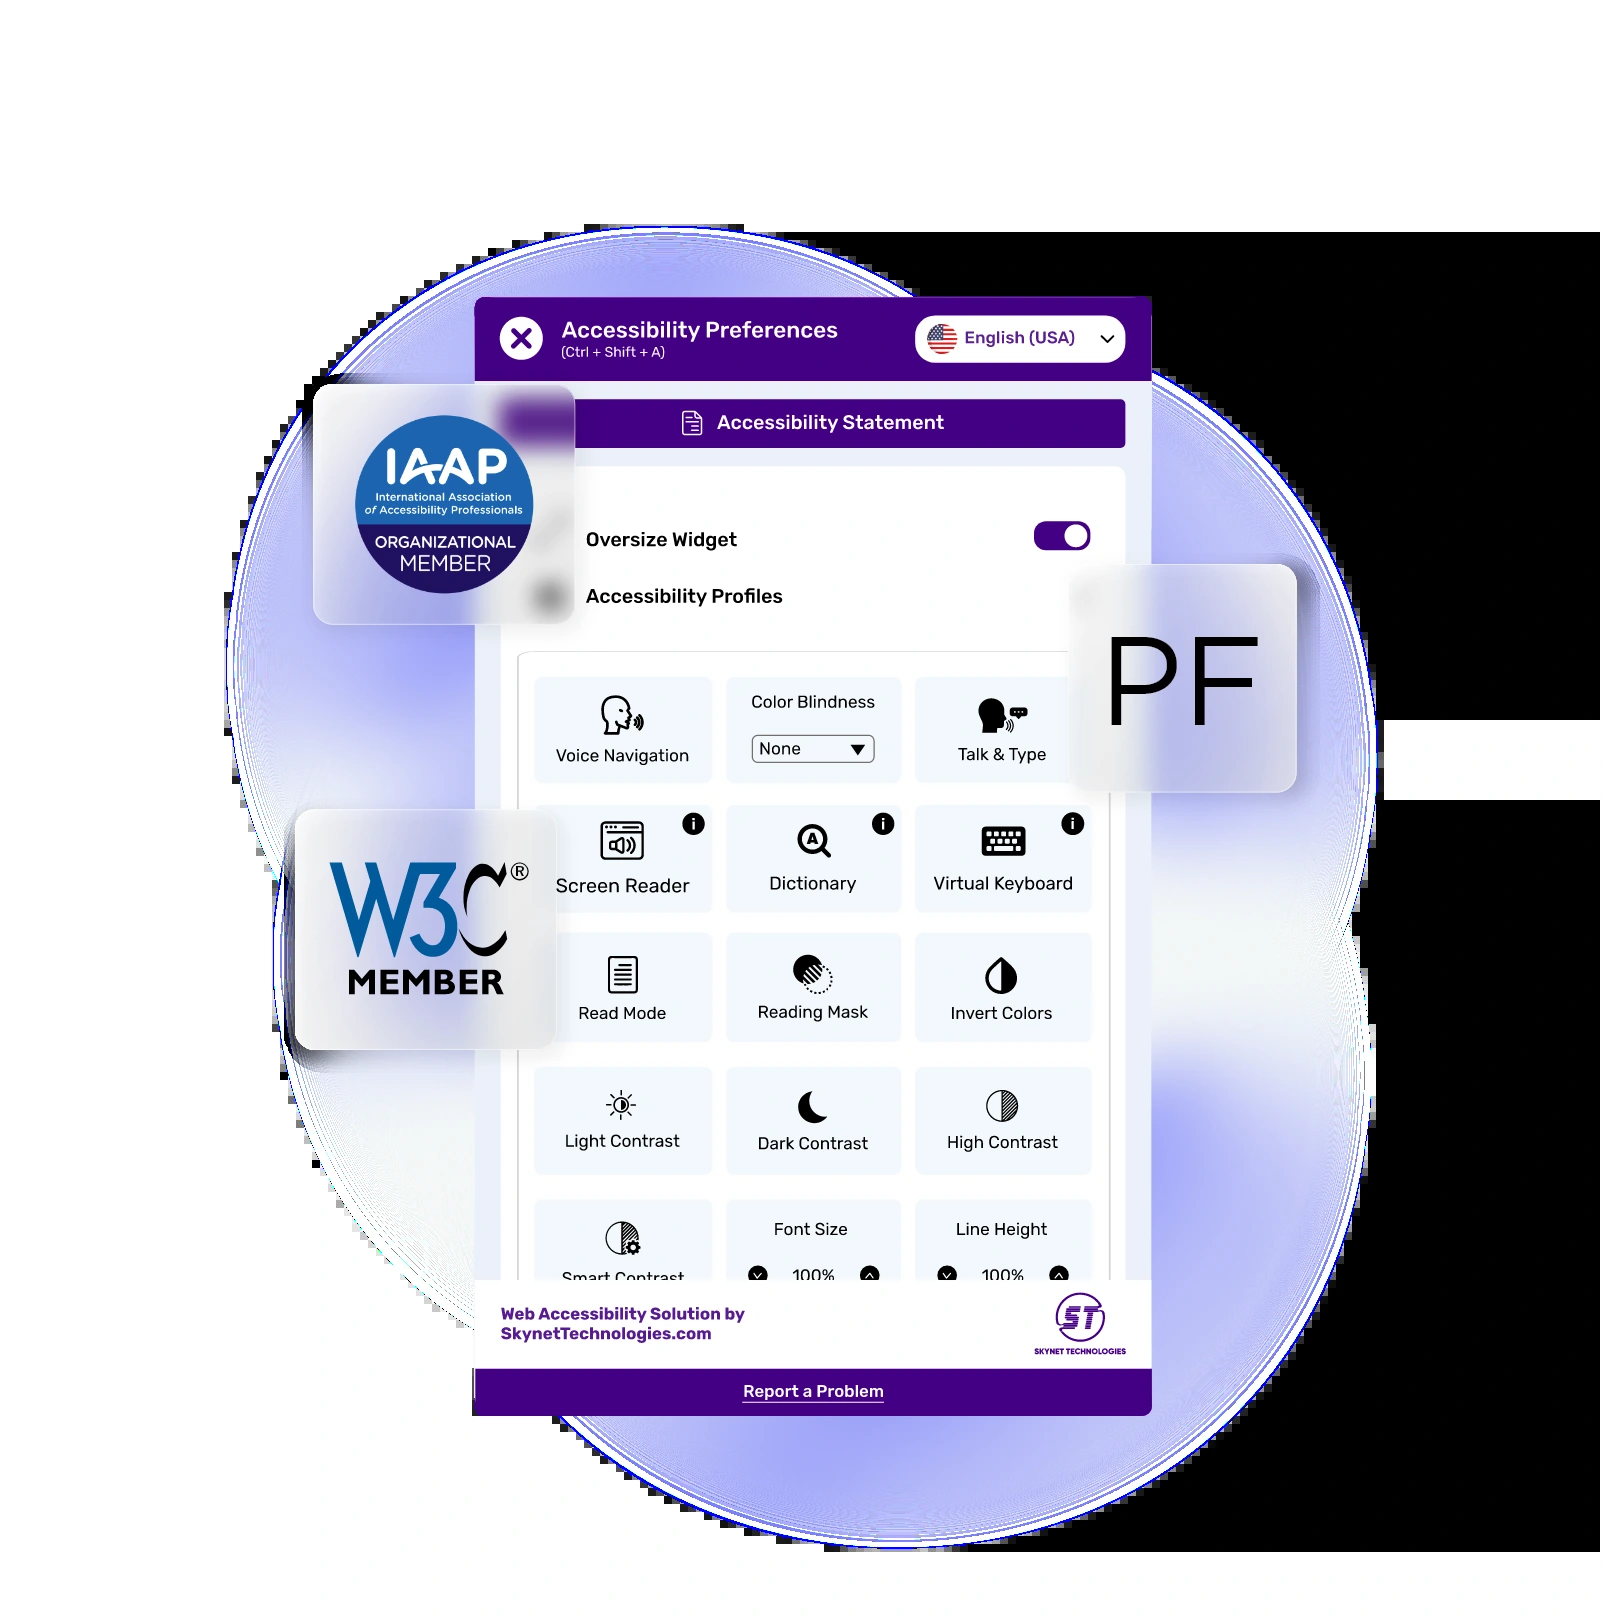 Accessibility Preferences
(Ctrl + Shift + A)
English (USA)
Accessibility Statement
IAAP
International Association
of Accessibility Professionals
ORGANIZATIONAL
MEMBER
Oversize Widget
Accessibility Profiles
PF
Voice Navigation
Color Blindness
None
Talk & Type
Screen Reader
Dictionary
Virtual Keyboard
W3C®
MEMBER
Read Mode
Reading Mask
Invert Colors
Light Contrast
Dark Contrast
High Contrast
Smart Contrast
Font Size
100%
Line Height
100%
Web Accessibility Solution by
SkynetTechnologies.com
ST
SKYNET TECHNOLOGIES
Report a Problem